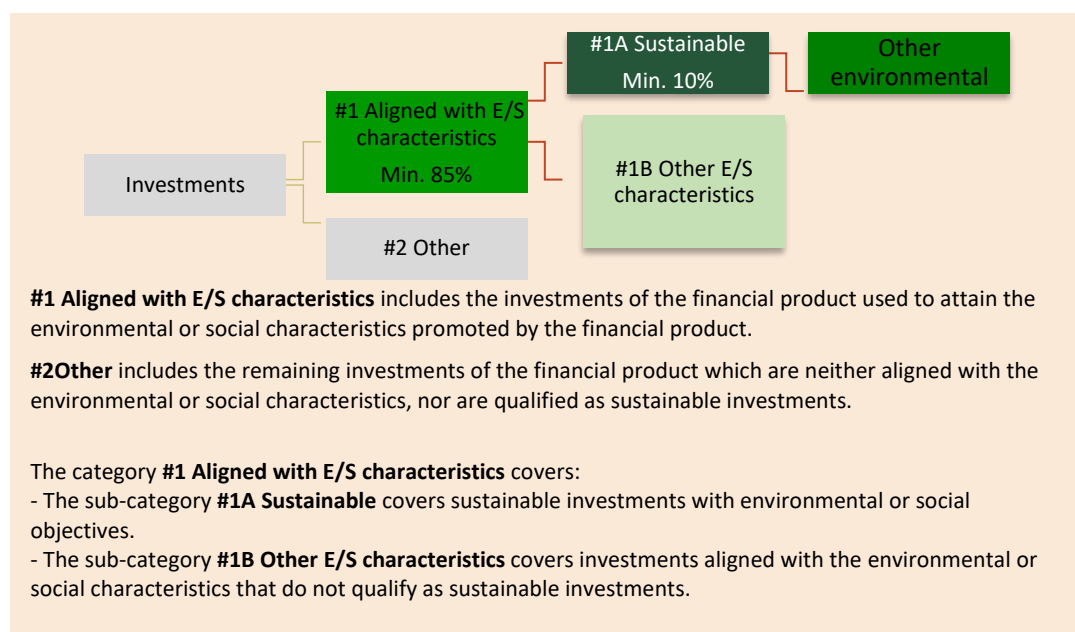 #1A Sustainable
Min. 10%
Other
environmental
#1 Aligned with E/S
characteristics
Min. 85%
#1B Other E/S
characteristics
Investments
#2 Other
#1 Aligned with E/S characteristics includes the investments of the financial product used to attain the
environmental or social characteristics promoted by the financial product.
#2Other includes the remaining investments of the financial product which are neither aligned with the
environmental or social characteristics, nor are qualified as sustainable investments.
The category #1 Aligned with E/S characteristics covers:
- The sub-category #1A Sustainable covers sustainable investments with environmental or social
objectives.
- The sub-category #1B Other E/S characteristics covers investments aligned with the environmental or
social characteristics that do not qualify as sustainable investments.